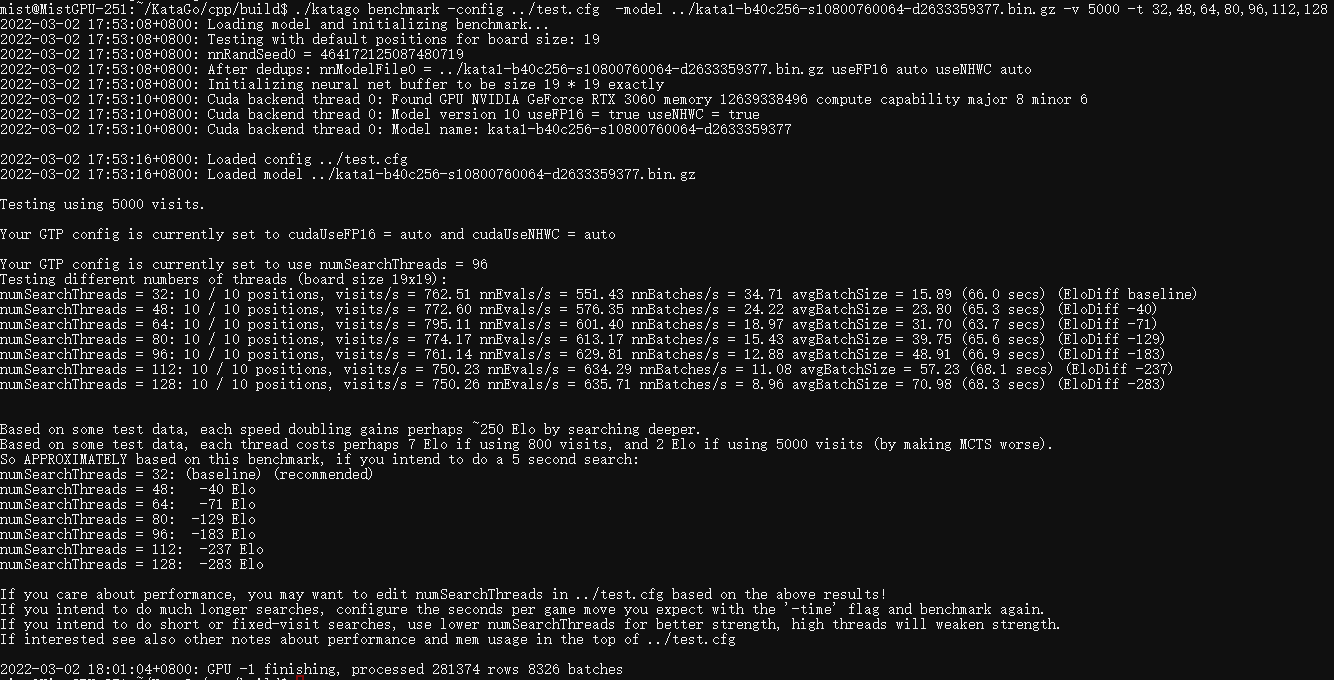 mist@MistGPU-251:~/KataGo/cpp/build$ ./katago benchmark -config ../test.cfg  -model ../kata1-b40c256-s10800760064-d2633359377.bin.gz -v 5000 -t 32,48,64,80,96,112,128
2022-03-02 17:53:08+0800: Loading model and initializing benchmark...
2022-03-02 17:53:08+0800: Testing with default positions for board size: 19
2022-03-02 17:53:08+0800: nnRandSeed0 = 464172125087480719
2022-03-02 17:53:08+0800: After dedups: nnModelFile0 = ../kata1-b40c256-s10800760064-d2633359377.bin.gz useFP16 auto useNHWC auto
2022-03-02 17:53:08+0800: Initializing neural net buffer to be size 19 * 19 exactly
2022-03-02 17:53:10+0800: Cuda backend thread 0: Found GPU NVIDIA GeForce RTX 3060 memory 12639338496 compute capability major 8 minor 6
2022-03-02 17:53:10+0800: Cuda backend thread 0: Model version 10 useFP16 = true useNHWC = true
2022-03-02 17:53:10+0800: Cuda backend thread 0: Model name: kata1-b40c256-s10800760064-d2633359377
2022-03-02 17:53:16+0800: Loaded config ../test.cfg
2022-03-02 17:53:16+0800: Loaded model ../kata1-b40c256-s10800760064-d2633359377.bin.gz
Testing using 5000 visits.
Your GTP config is currently set to cudaUseFP16 = auto and cudaUseNHWC = auto
Your GTP config is currently set to use numSearchThreads = 96
Testing different numbers of threads (board size 19x19):
numSearchThreads = 32: 10 / 10 positions, visits/s = 762.51 nnEvals/s = 551.43 nnBatches/s = 34.71 avgBatchSize = 15.89 (66.0 secs) (EloDiff baseline)
numSearchThreads = 48: 10 / 10 positions, visits/s = 772.60 nnEvals/s = 576.35 nnBatches/s = 24.22 avgBatchSize = 23.80 (65.3 secs) (EloDiff -40)
numSearchThreads = 64: 10 / 10 positions, visits/s = 795.11 nnEvals/s = 601.40 nnBatches/s = 18.97 avgBatchSize = 31.70 (63.7 secs) (EloDiff -71)
numSearchThreads = 80: 10 / 10 positions, visits/s = 774.17 nnEvals/s = 613.17 nnBatches/s = 15.43 avgBatchSize = 39.75 (65.6 secs) (EloDiff -129)
numSearchThreads = 96: 10 / 10 positions, visits/s = 761.14 nnEvals/s = 629.81 nnBatches/s = 12.88 avgBatchSize = 48.91 (66.9 secs) (EloDiff -183)
numSearchThreads = 112: 10 / 10 positions, visits/s = 750.23 nnEvals/s = 634.29 nnBatches/s = 11.08 avgBatchSize = 57.23 (68.1 secs) (EloDiff -237)
numSearchThreads = 128: 10 / 10 positions, visits/s = 750.26 nnEvals/s = 635.71 nnBatches/s = 8.96 avgBatchSize = 70.98 (68.3 secs) (EloDiff -283)
Based on some test data, each speed doubling gains perhaps ~250 Elo by searching deeper.
Based on some test data, each thread costs perhaps 7 Elo if using 800 visits, and 2 Elo if using 5000 visits (by making MCTS worse).
So APPROXIMATELY based on this benchmark, if you intend to do a 5 second search:
numSearchThreads = 32: (baseline) (recommended)
numSearchThreads = 48:   -40 Elo
numSearchThreads = 64:   -71 Elo
numSearchThreads = 80:  -129 Elo
numSearchThreads = 96:  -183 Elo
numSearchThreads = 112:  -237 Elo
numSearchThreads = 128:  -283 Elo
If you care about performance, you may want to edit numSearchThreads in ../test.cfg based on the above results!
If you intend to do much longer searches, configure the seconds per game move you expect with the '-time' flag and benchmark again.
If you intend to do short or fixed-visit searches, use lower numSearchThreads for better strength, high threads will weaken strength.
If interested see also other notes about performance and mem usage in the top of ../test.cfg
2022-03-02 18:01:04+0800: GPU -1 finishing, processed 281374 rows 8326 batches